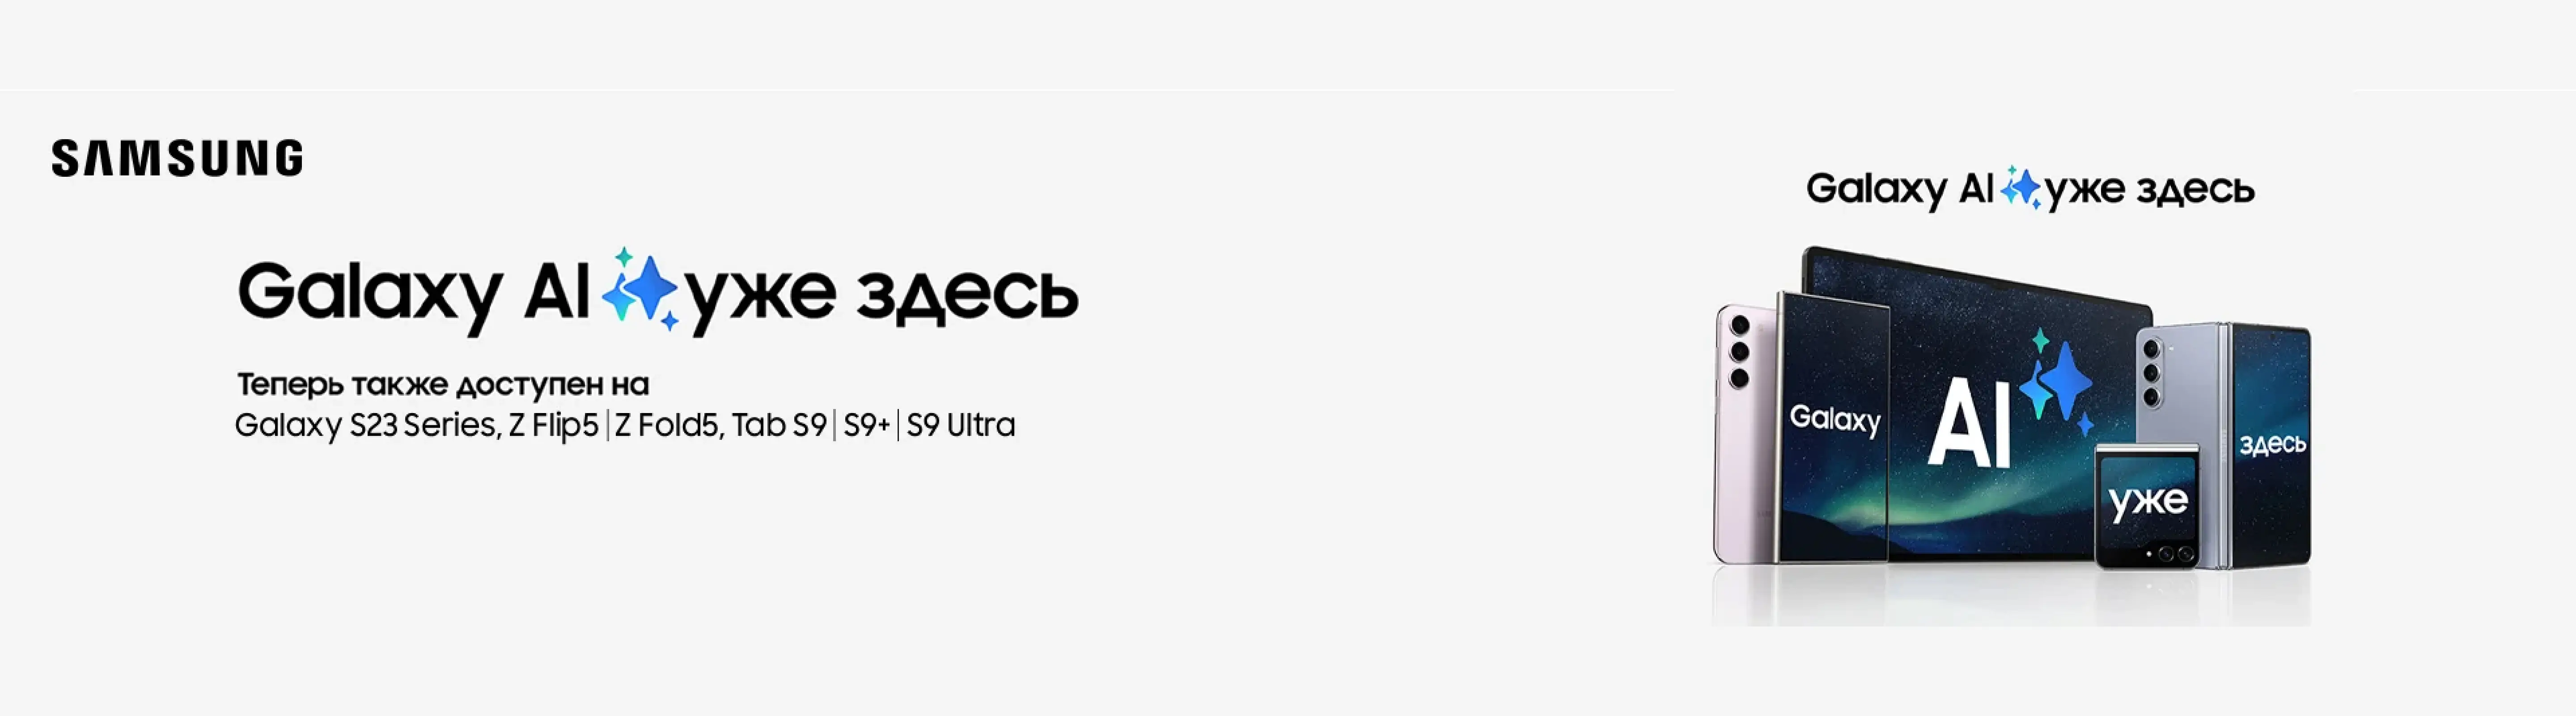 SAMSUNG
Galaxy AI уже здесь
Теперь также доступен на
Galaxy S23 Series, Z Flip5 | Z Fold5, Tab S9 | S9+ | S9 Ultra
Galaxy AI уже здесь
Galaxy
AI
уже
здесь